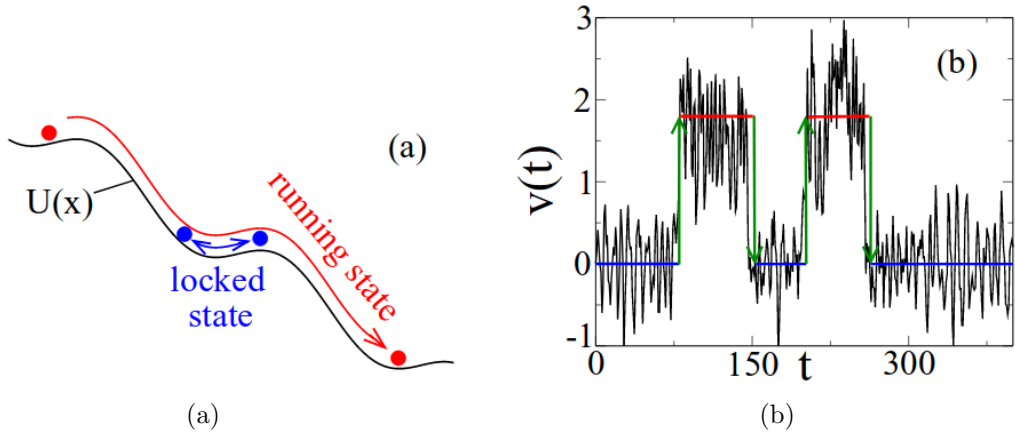 (a)
U(x)
running state
locked
state
(a)
(b)
v(t)
3
2
1
0
-1
0
150
t
300
(b)